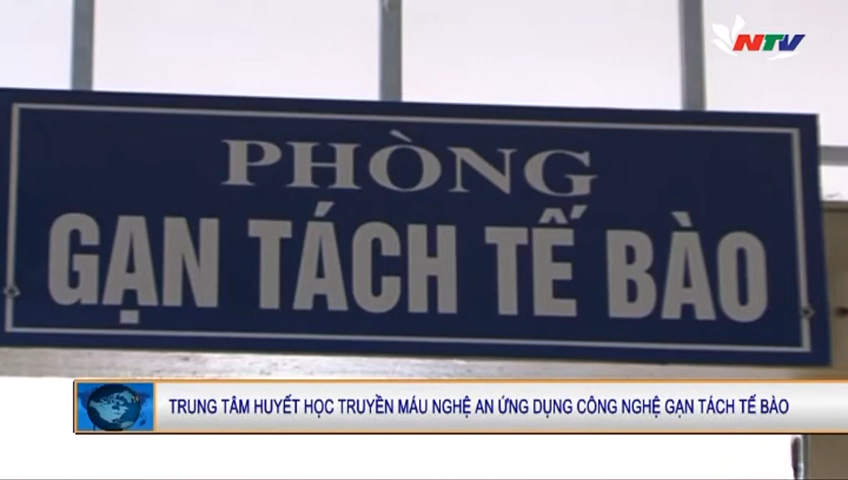 NTV
PHÒNG
GẠN TÁCH TẾ BÀO
TRUNG TÂM HUYẾT HỌC TRUYỀN MÁU NGHỆ AN ỨNG DỤNG CÔNG NGHỆ GẠN TÁCH TẾ BÀO